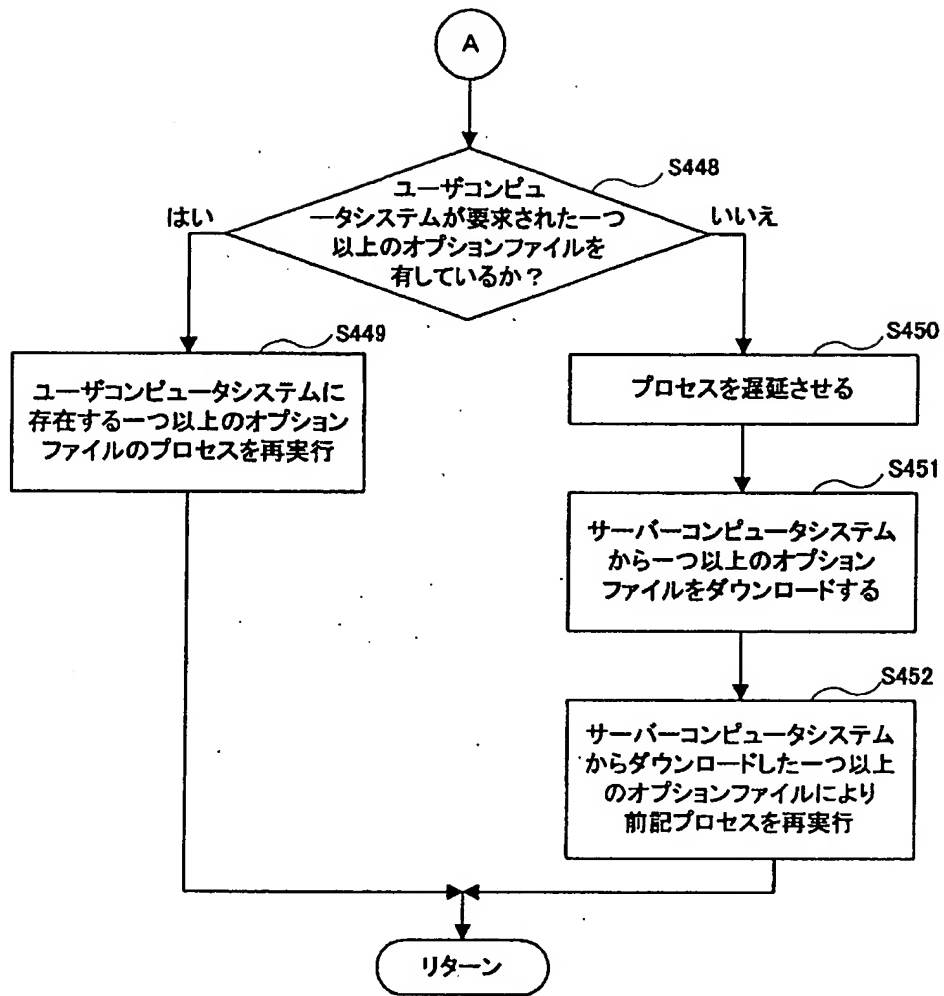 A
S448
ユーザコンピュ
ータシステムが要求された一つ
以上のオプションファイルを
有しているか？
はい
いいえ
S449
ユーザコンピュータシステムに
存在する一つ以上のオプション
ファイルのプロセスを再実行
S450
プロセスを遅延させる
S451
サーバーコンピュータシステム
から一つ以上のオプション
ファイルをダウンロードする
S452
サーバーコンピュータシステム
からダウンロードした一つ以上
のオプションファイルにより
前記プロセスを再実行
リターン